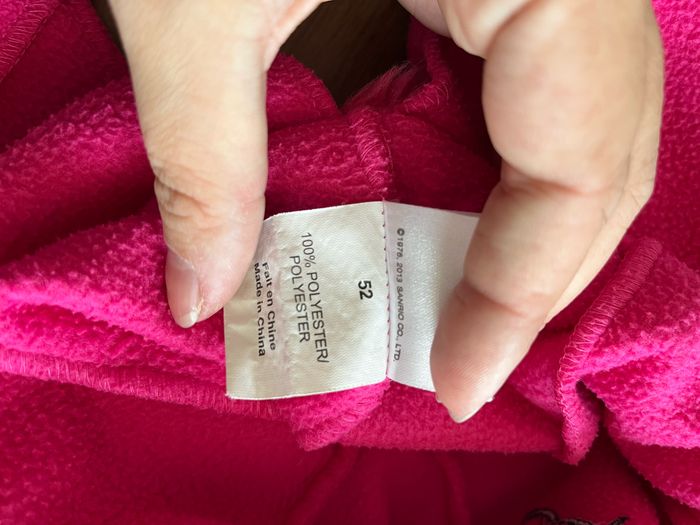 ©1976, 2013 SANRIO CO., LTD.
52
100% POLYESTER/
POLYESTER
Fait en Chine
Made in China